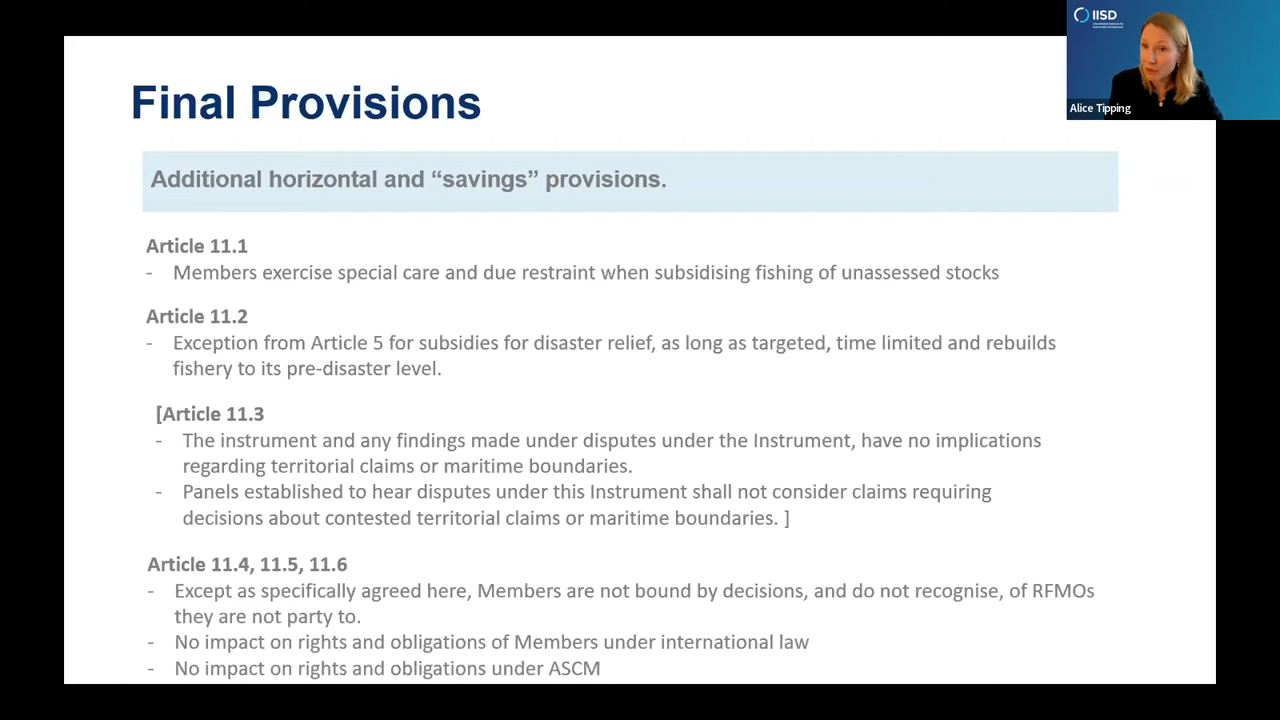 IISD
Alice Tipping
Final Provisions
Additional horizontal and “savings” provisions.
Article 11.1
- Members exercise special care and due restraint when subsidising fishing of unassessed stocks
Article 11.2
- Exception from Article 5 for subsidies for disaster relief, as long as targeted, time limited and rebuilds
fishery to its pre-disaster level.
[Article 11.3
- The instrument and any findings made under disputes under the Instrument, have no implications
regarding territorial claims or maritime boundaries.
- Panels established to hear disputes under this Instrument shall not consider claims requiring
decisions about contested territorial claims or maritime boundaries. ]
Article 11.4, 11.5, 11.6
- Except as specifically agreed here, Members are not bound by decisions, and do not recognise, of RFMOs
they are not party to.
- No impact on rights and obligations of Members under international law
- No impact on rights and obligations under ASCM